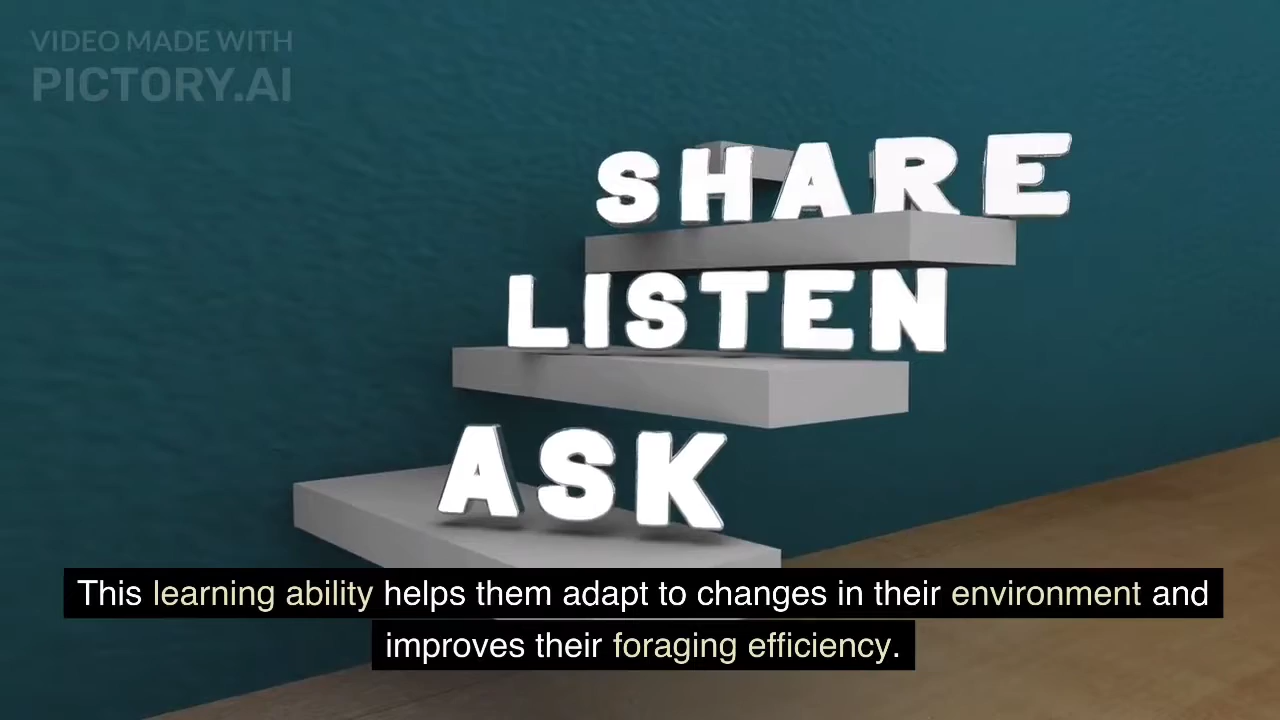 VIDEO MADE WITH
PICTORY.AI
SHARE
LISTEN
ASK
This learning ability helps them adapt to changes in their environment and
improves their foraging efficiency.